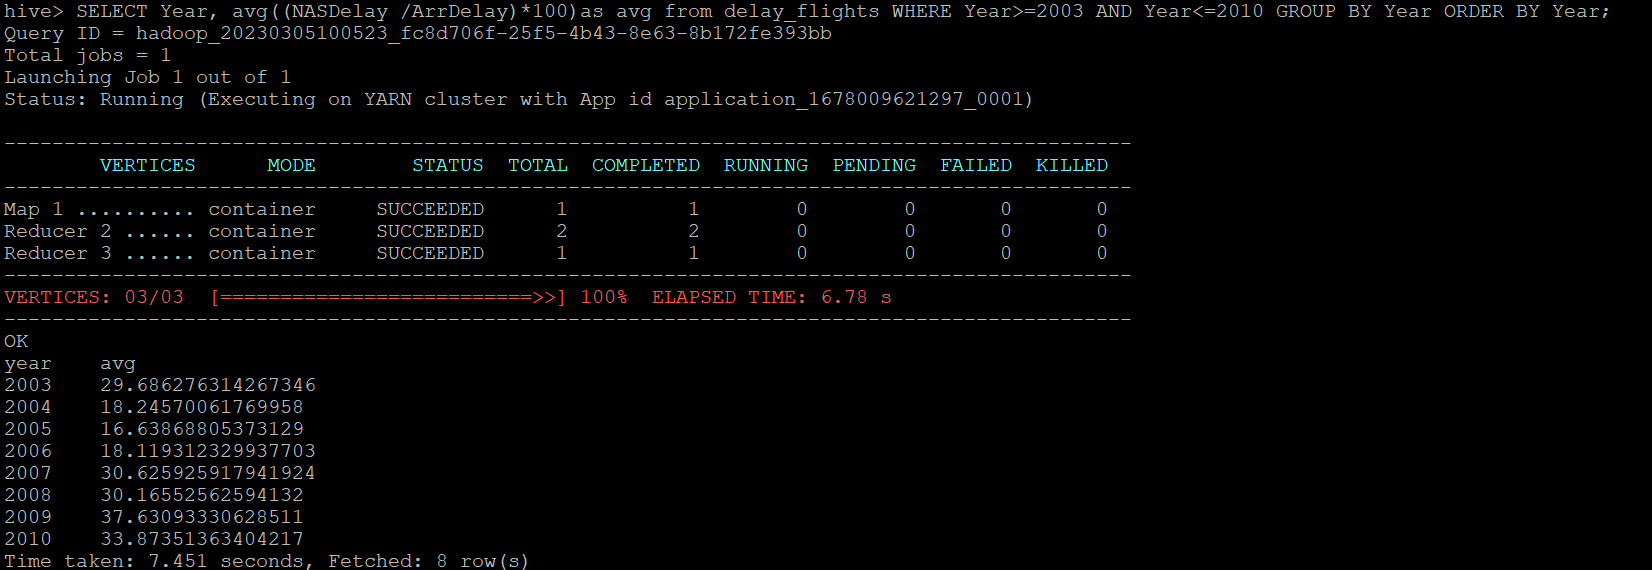 hive> SELECT Year, avg((NASDelay /ArrDelay)*100)as avg from delay_flights WHERE Year>=2003 AND Year<=2010 GROUP BY Year ORDER BY Year;
Query ID = hadoop_20230305100523_fc8d706f-25f5-4b43-8e63-8b172fe393bb
Total jobs = 1
Launching Job 1 out of 1
Status: Running (Executing on YARN cluster with App id application_1678009621297_0001)

----------------------------------------------------------------------------------------------
        VERTICES      MODE        STATUS  TOTAL  COMPLETED  RUNNING  PENDING  FAILED  KILLED
----------------------------------------------------------------------------------------------
Map 1 .......... container     SUCCEEDED      1          1        0        0       0       0
Reducer 2 ...... container     SUCCEEDED      2          2        0        0       0       0
Reducer 3 ...... container     SUCCEEDED      1          1        0        0       0       0
----------------------------------------------------------------------------------------------
VERTICES: 03/03  [==========================>>] 100%  ELAPSED TIME: 6.78 s
----------------------------------------------------------------------------------------------
OK
year    avg
2003    29.686276314267346
2004    18.24570061769958
2005    16.63868805373129
2006    18.119312329937703
2007    30.625925917941924
2008    30.16552562594132
2009    37.63093330628511
2010    33.87351363404217
Time taken: 7.451 seconds, Fetched: 8 row(s)